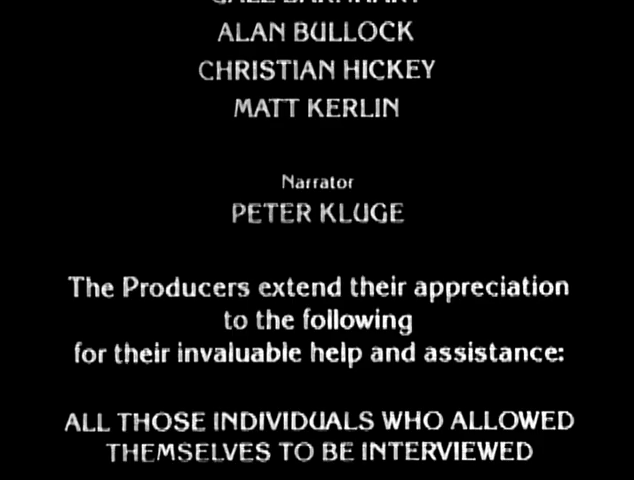 ALAN BULLOCK
CHRISTIAN HICKEY
MATT KERLIN
Narrator
PETER KLUGE
The Producers extend their appreciation
to the following
for their invaluable help and assistance:
ALL THOSE INDIVIDUALS WHO ALLOWED
THEMSELVES TO BE INTERVIEWED